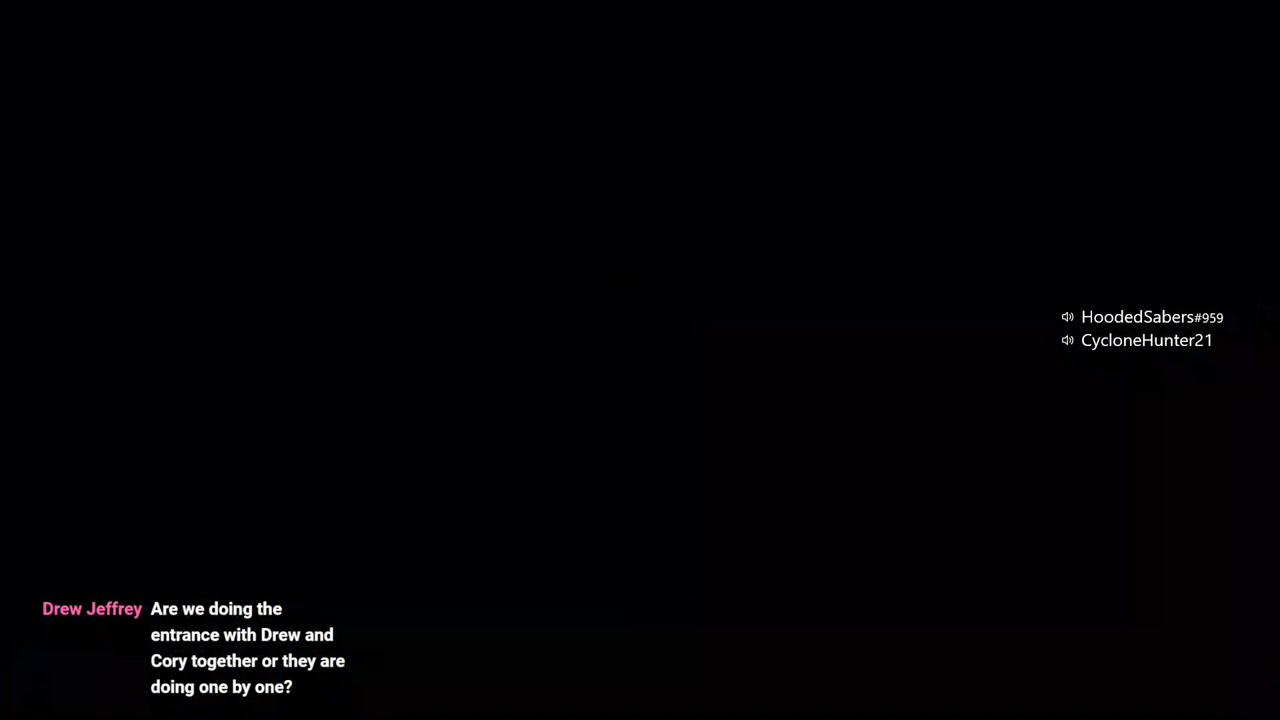 HoodedSabers#959
CycloneHunter21
Drew Jeffrey Are we doing the
entrance with Drew and
Cory together or they are
doing one by one?